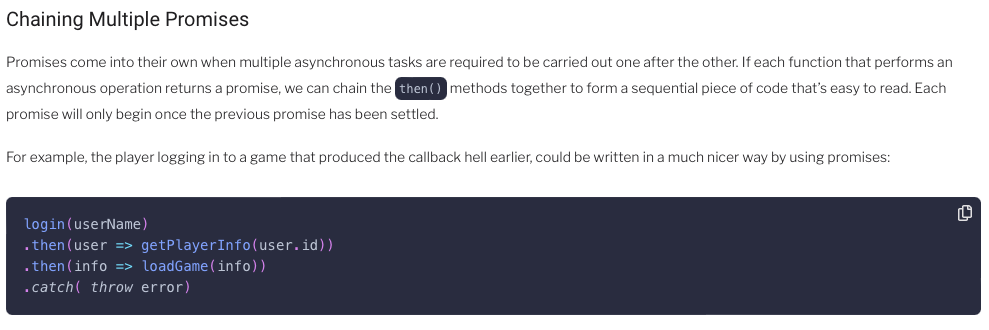 Chaining Multiple Promises
Promises come into their own when multiple asynchronous tasks are required to be carried out one after the other. If each function that performs an
asynchronous operation returns a promise, we can chain the then() methods together to form a sequential piece of code that's easy to read. Each
promise will only begin once the previous promise has been settled.
For example, the player logging in to a game that produced the callback hell earlier, could be written in a much nicer way by using promises:
login(userName)
.then(user => getPlayerInfo(user.id))
.then(info => loadGame(info))
.catch( throw error)